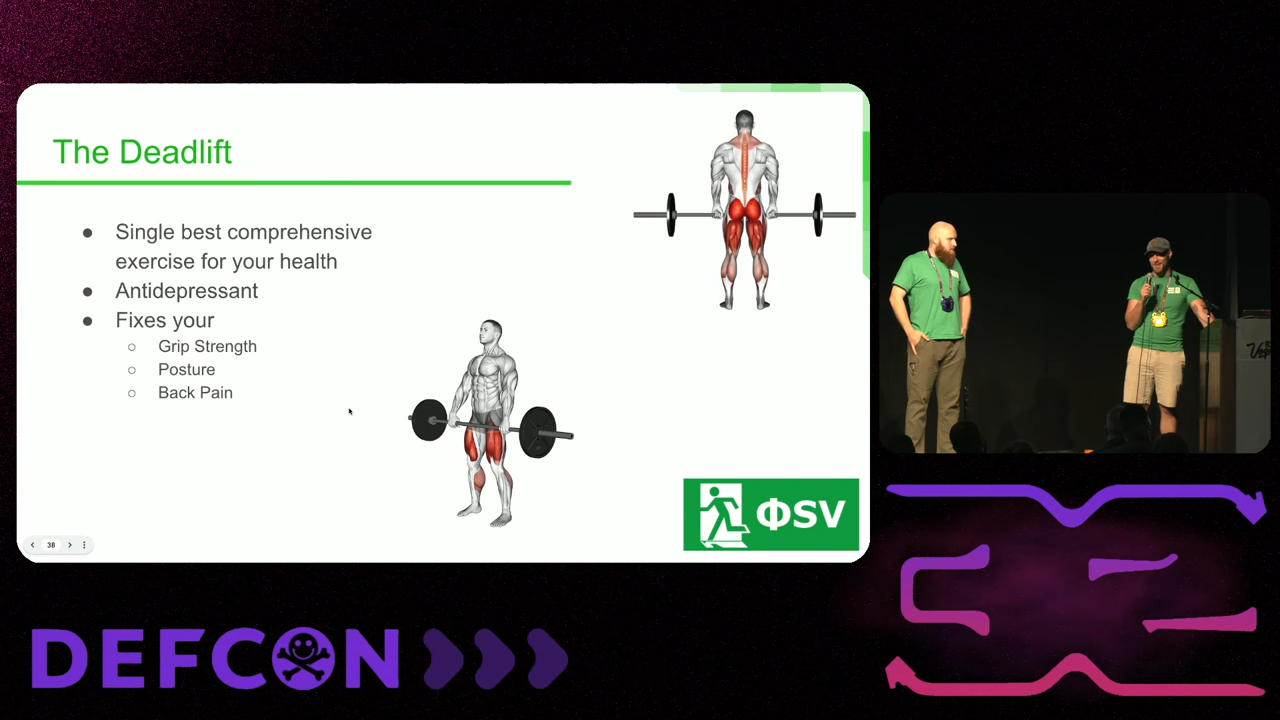 The Deadlift
Single best comprehensive
exercise for your health
Antidepressant
Fixes your
Grip Strength
Posture
Back Pain
ΦSV
38
DEFCON